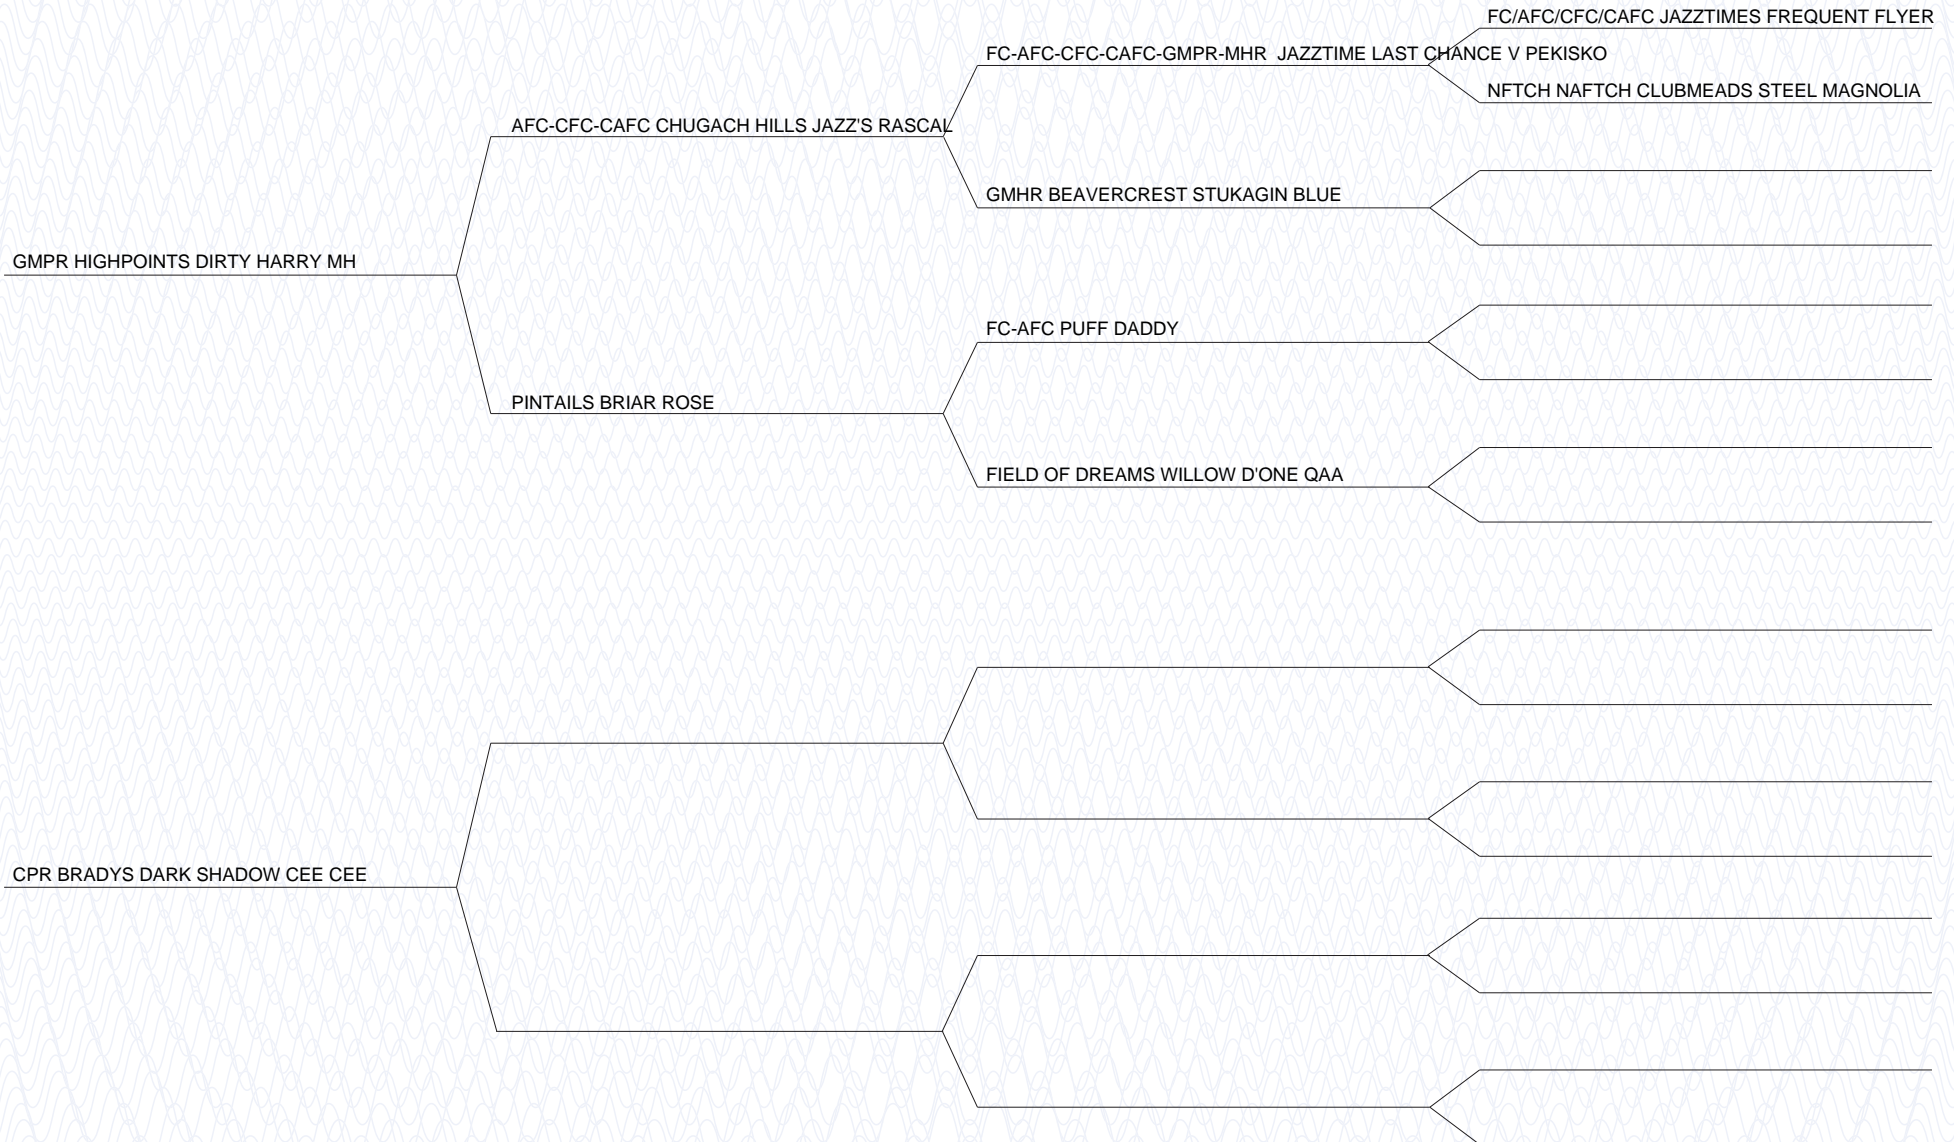 FC/AFC/CFC/CAFC JAZZTIMES FREQUENT FLYER
FC-AFC-CFC-CAFC-GMPR-MHR  JAZZTIME LAST CHANCE V PEKISKO
NFTCH NAFTCH CLUBMEADS STEEL MAGNOLIA
AFC-CFC-CAFC CHUGACH HILLS JAZZ'S RASCAL
GMHR BEAVERCREST STUKAGIN BLUE
GMPR HIGHPOINTS DIRTY HARRY MH
FC-AFC PUFF DADDY
PINTAILS BRIAR ROSE
FIELD OF DREAMS WILLOW D'ONE QAA
CPR BRADYS DARK SHADOW CEE CEE